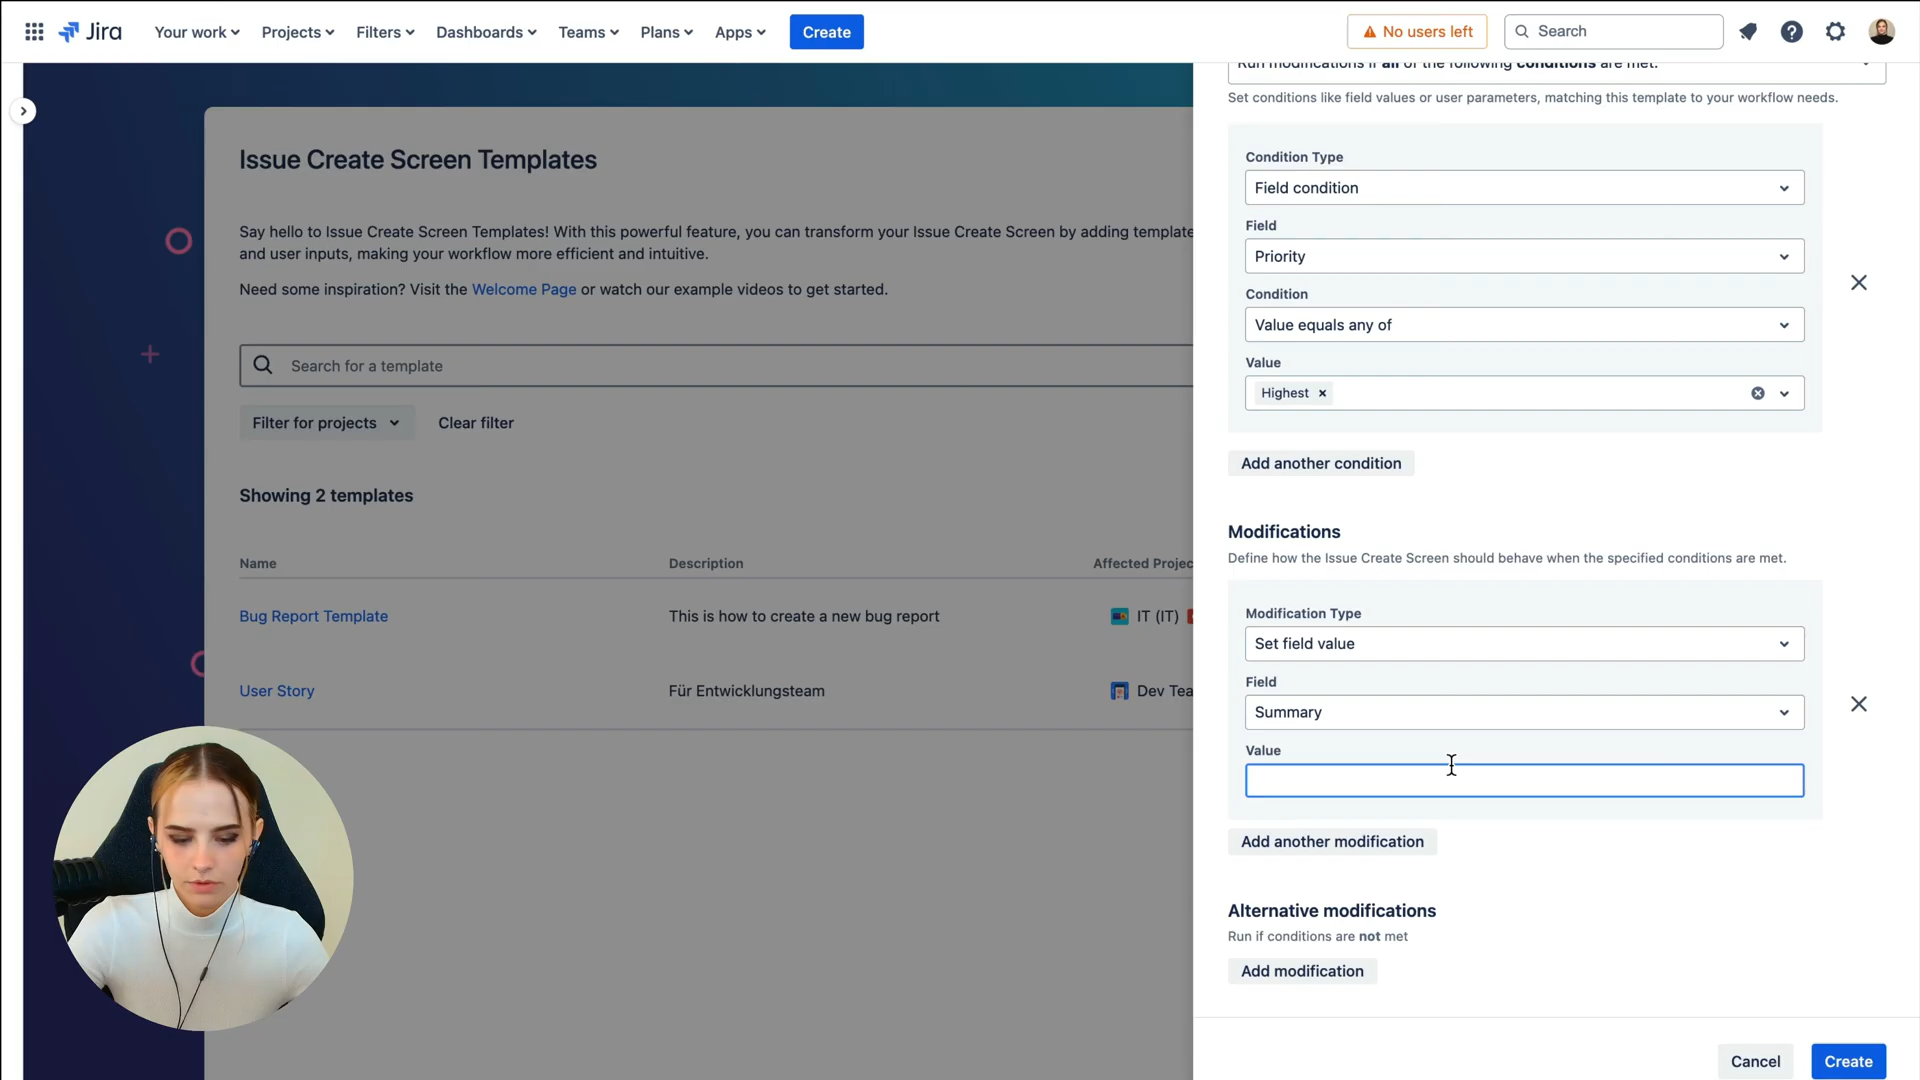 Jira
Your work
Projects
Filters
Dashboards
Teams
Plans
Apps
Create
No users left
Search
Run modifications if all of the following conditions are met.
Set conditions like field values or user parameters, matching this template to your workflow needs.
Issue Create Screen Templates
Say hello to Issue Create Screen Templates! With this powerful feature, you can transform your Issue Create Screen by adding template
and user inputs, making your workflow more efficient and intuitive.
Need some inspiration? Visit the Welcome Page or watch our example videos to get started.
Search for a template
Filter for projects
Clear filter
Showing 2 templates
Name
Description
Affected Projec
Bug Report Template
This is how to create a new bug report
IT (IT)
User Story
Für Entwicklungsteam
Dev Tea
Condition Type
Field condition
Field
Priority
Condition
Value equals any of
Value
Highest
Add another condition
Modifications
Define how the Issue Create Screen should behave when the specified conditions are met.
Modification Type
Set field value
Field
Summary
Value
Add another modification
Alternative modifications
Run if conditions are not met
Add modification
Cancel
Create